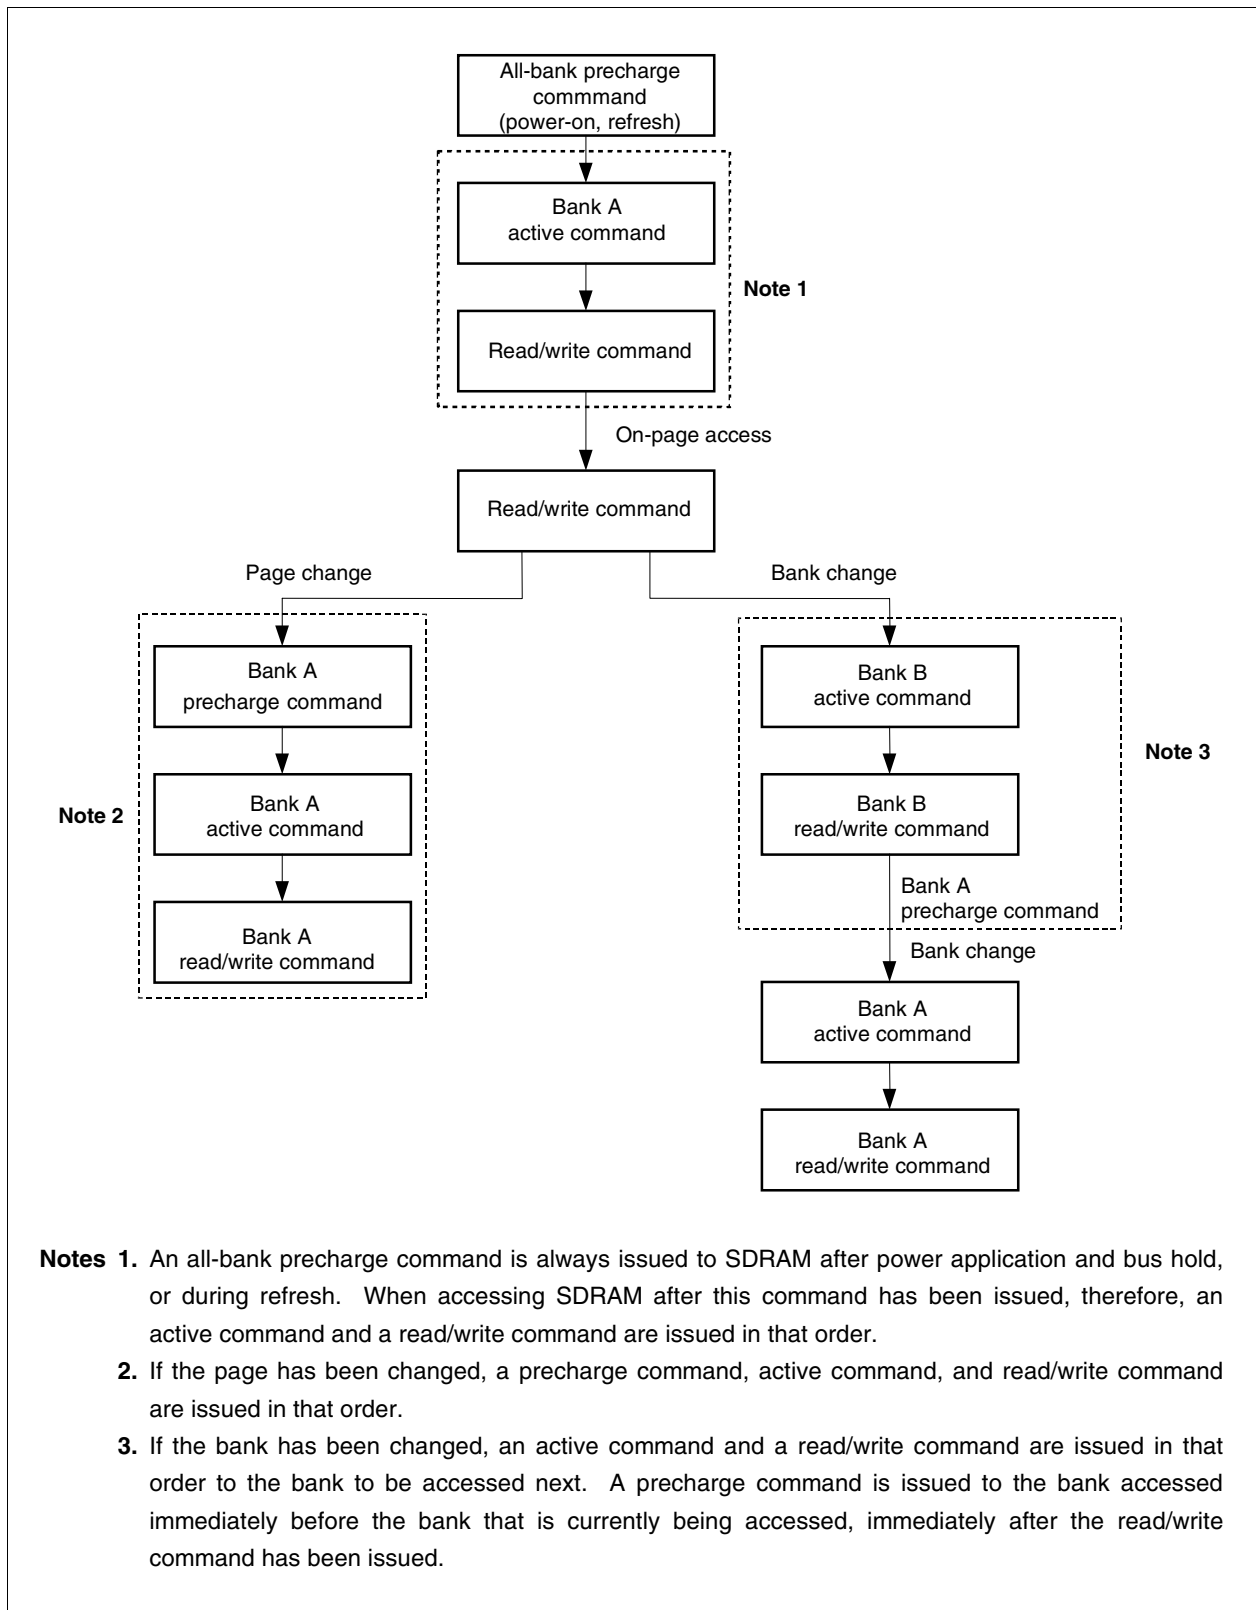 All-bank precharge
commmand
(power-on, refresh)
Bank A
active command
Note 1
Read/write command
On-page access
Read/write command
Page change
Bank change
Bank A
precharge command
Bank B
active command
Note 3
Note 2
Bank A
active command
Bank B
read/write command
Bank A
precharge command
Bank A
read/write command
Bank change
Bank A
active command
Bank A
read/write command
Notes 1. An all-bank precharge command is always issued to SDRAM after power application and bus hold,
or during refresh. When accessing SDRAM after this command has been issued, therefore, an
active command and a read/write command are issued in that order.
2. If the page has been changed, a precharge command, active command, and read/write command
are issued in that order.
3. If the bank has been changed, an active command and a read/write command are issued in that
order to the bank to be accessed next. A precharge command is issued to the bank accessed
immediately before the bank that is currently being accessed, immediately after the read/write
command has been issued.